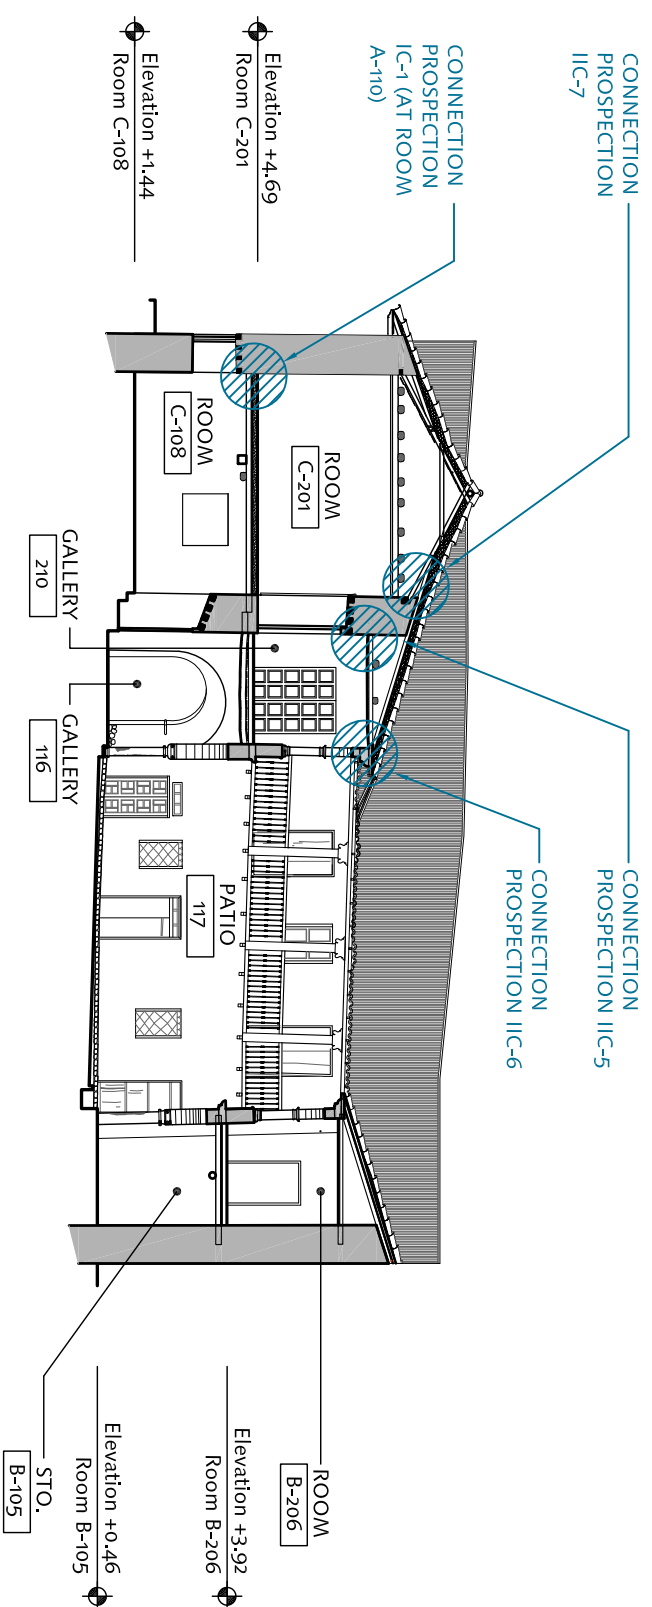 CONNECTION
PROSPECTION
IIC-7
CONNECTION
PROSPECTION
IC-1 (AT ROOM
A-110)
CONNECTION
PROSPECTION IIC-5
CONNECTION
PROSPECTION IIC-6
Elevation +4.69
Room C-201
Elevation +1.44
Room C-108
ROOM
C-201
ROOM
C-108
GALLERY
210
GALLERY
116
PATIO
117
ROOM
B-206
Elevation +3.92
Room B-206
Elevation +0.46
Room B-105
STO.
B-105